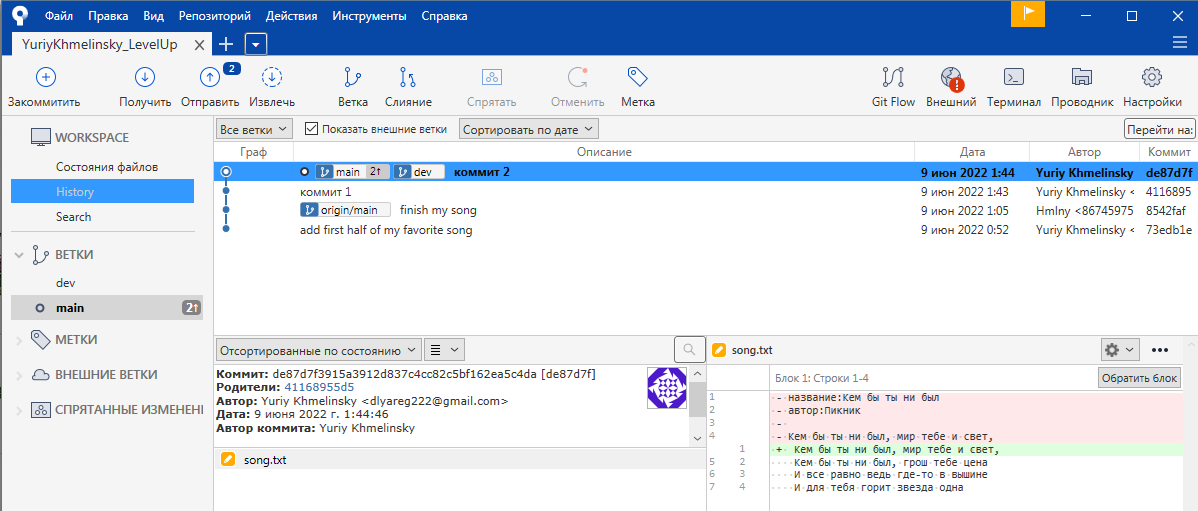 Файл Правка Вид Репозиторий Действия Инструменты Справка
YuriyKhmelinsky_LevelUp
Закоммитить Получить Отправить 2 Извлечь Ветка Слияние Спрятать Отменить Метка Git Flow Внешний Терминал Проводник Настройки
WORKSPACE
Состояния файлов
History
Search
ВЕТКИ
dev
main 2↑
МЕТКИ
ВНЕШНИЕ ВЕТКИ
СПРЯТАННЫЕ ИЗМЕНЕНИ
Все ветки Показать внешние ветки Сортировать по дате Перейти на:
Граф Описание Дата Автор Коммит
main 2↑ dev коммит 2 9 июн 2022 1:44 Yuriy Khmelinsky de87d7f
коммит 1 9 июн 2022 1:43 Yuriy Khmelinsky < 4116895
origin/main finish my song 9 июн 2022 1:05 Hmlny <86745975 8542faf
add first half of my favorite song 9 июн 2022 0:52 Yuriy Khmelinsky < 73edb1e
Отсортированные по состоянию
Коммит: de87d7f3915a3912d837c4cc82c5bf162ea5c4da [de87d7f]
Родители: 41168955d5
Автор: Yuriy Khmelinsky <dlyareg222@gmail.com>
Дата: 9 июня 2022 г. 1:44:46
Автор коммита: Yuriy Khmelinsky
song.txt
song.txt
Блок 1: Строки 1-4 Обратить блок
1 - название:Кем бы ты ни был
2 - автор:Пикник
3 -
4 - Кем бы ты ни был, мир тебе и свет,
1 + Кем бы ты ни был, мир тебе и свет,
5 2 Кем бы ты ни был, грош тебе цена
6 3 И все равно ведь где-то в вышине
7 4 И для тебя горит звезда одна